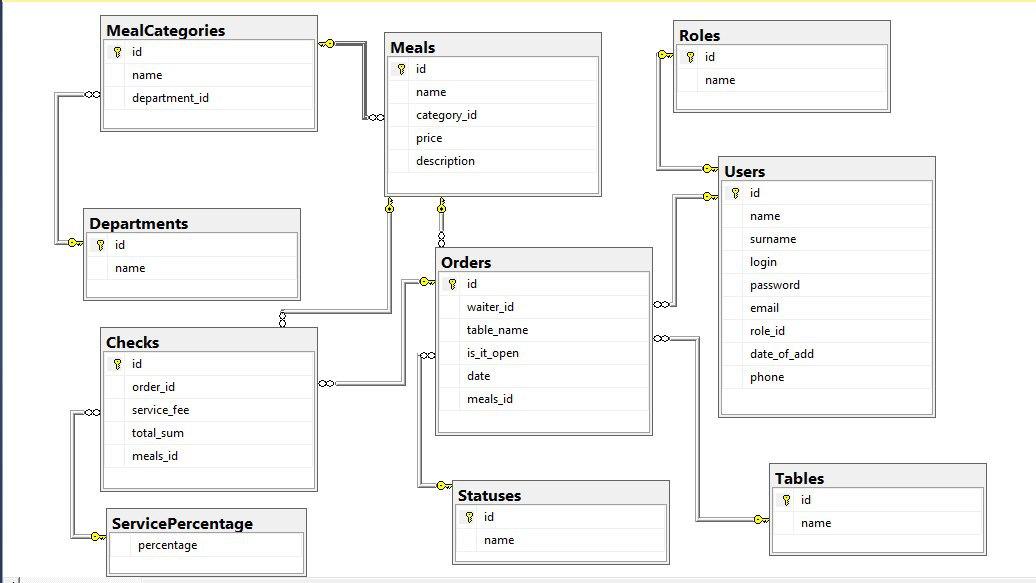 MealCategories
id
name
department_id
Meals
id
name
category_id
price
description
Roles
id
name
Users
id
name
surname
login
password
email
role_id
date_of_add
phone
Departments
id
name
Orders
id
waiter_id
table_name
is_it_open
date
meals_id
Checks
id
order_id
service_fee
total_sum
meals_id
Statuses
id
name
Tables
id
name
ServicePercentage
percentage